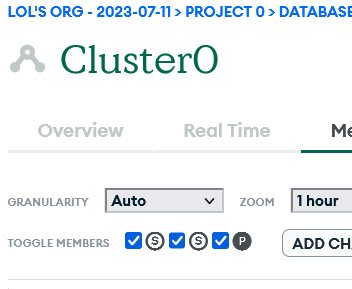 LOL'S ORG - 2023-07-11 > PROJECT 0 > DATABASE
Cluster0
Overview Real Time Me
GRANULARITY Auto ZOOM 1 hour
TOGGLE MEMBERS S S P ADD CHA